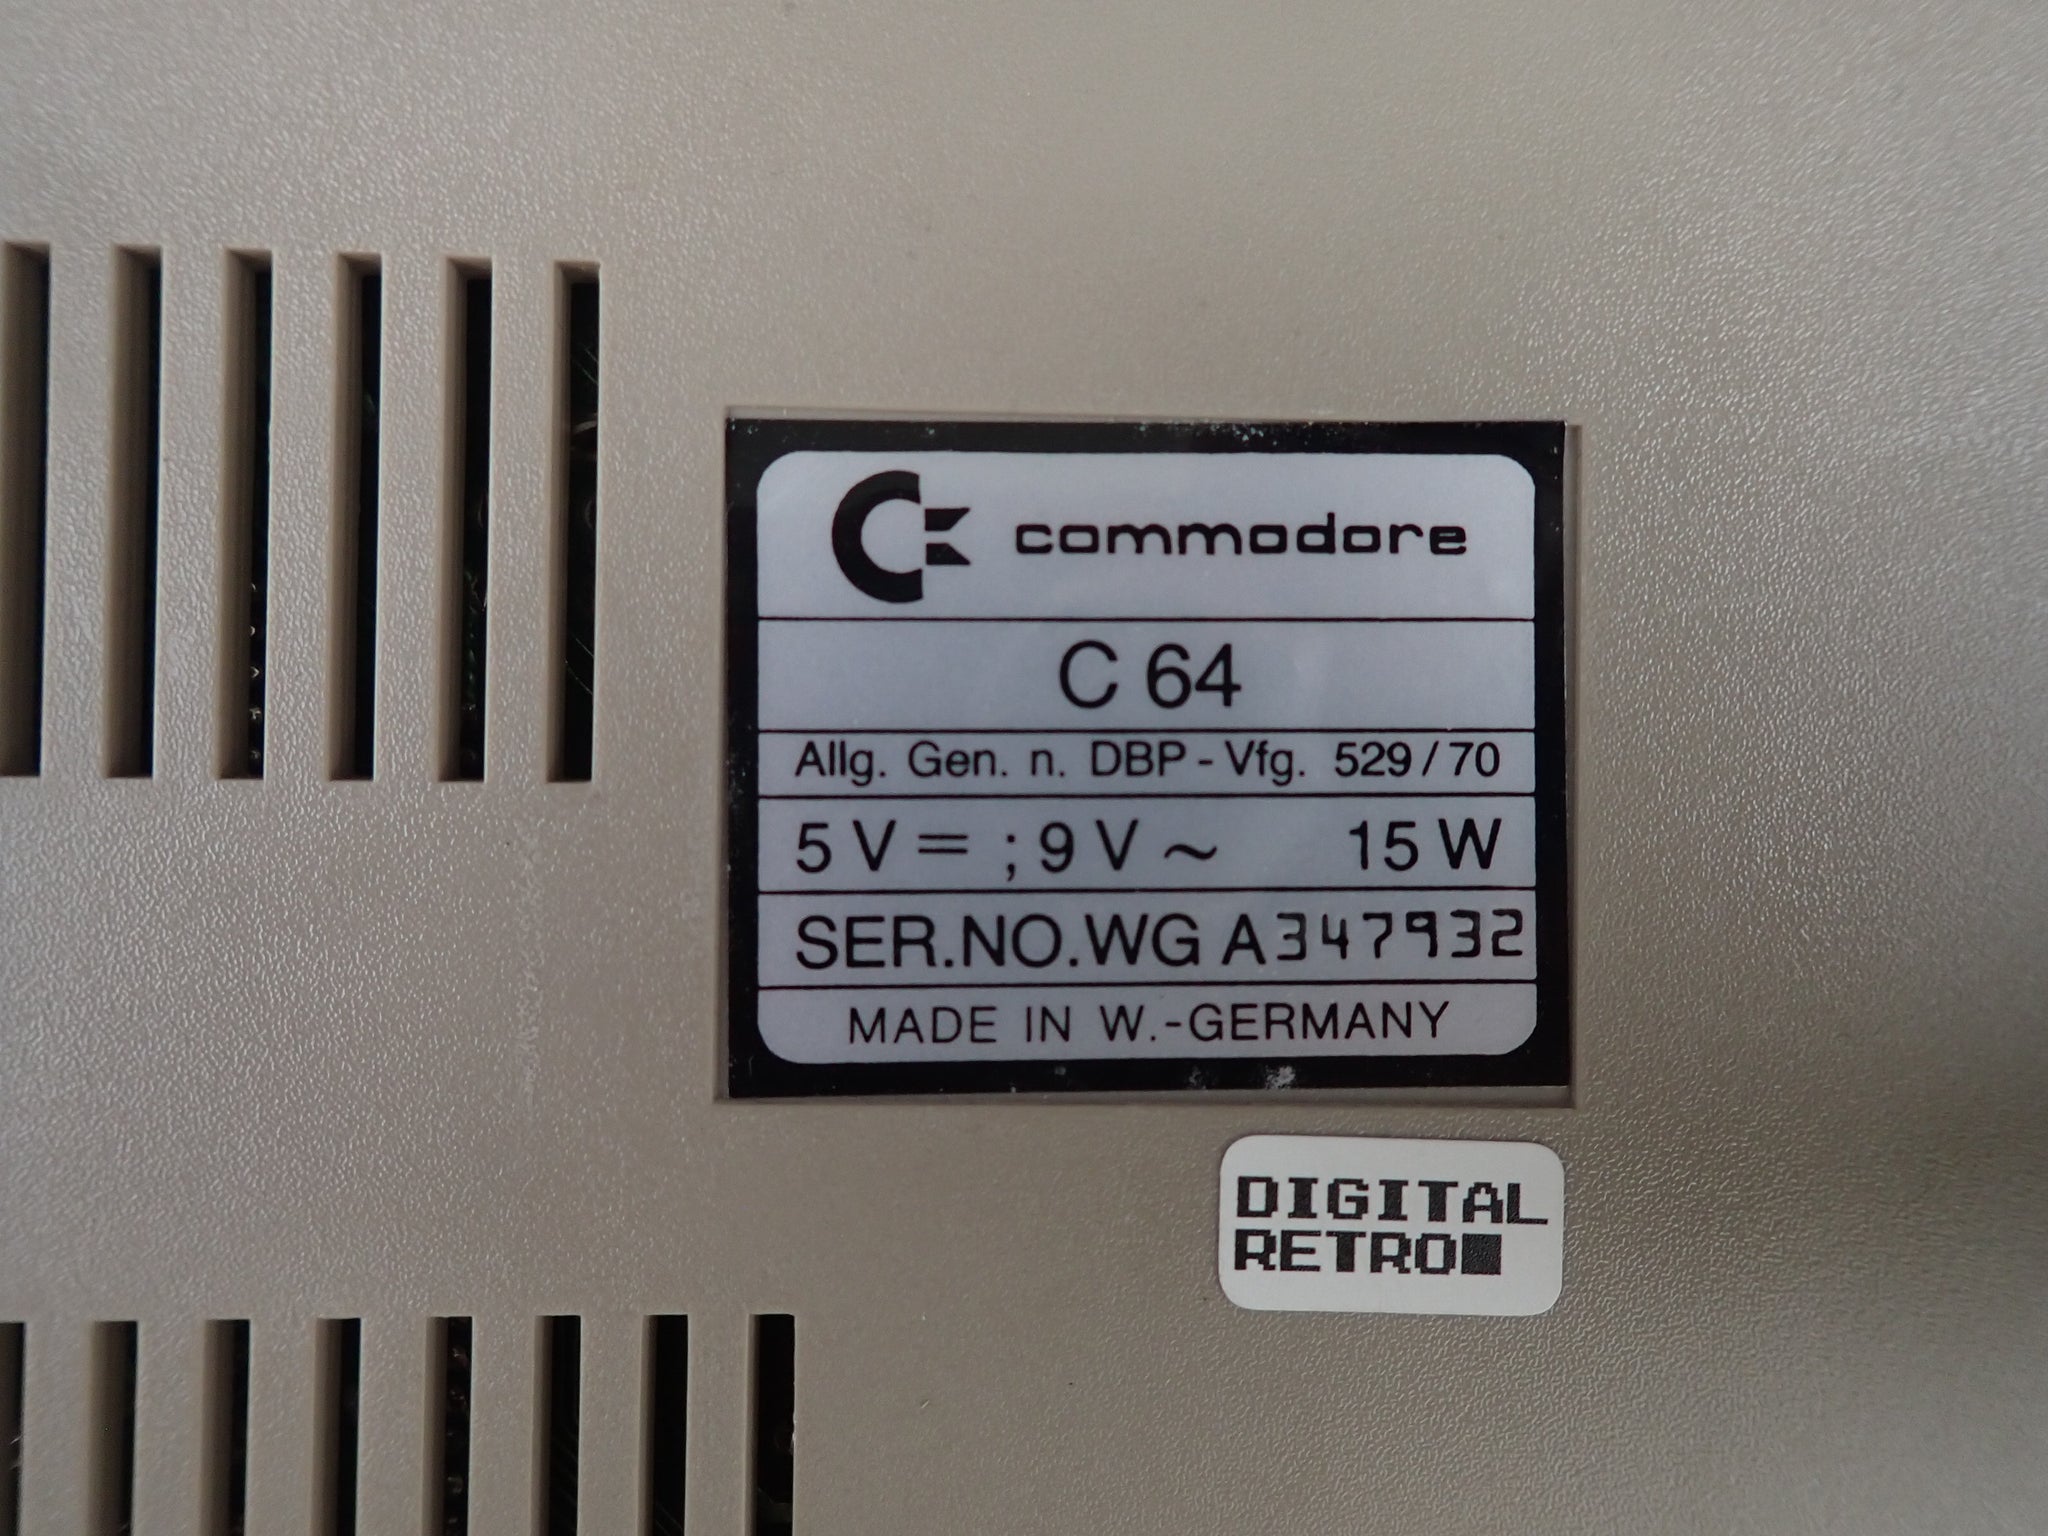 commodore
C 64
Allg. Gen. n. DBP - Vfg. 529 / 70
5 V = ; 9 V ~ 15 W
SER.NO.WG A347932
MADE IN W.-GERMANY
DIGITAL
RETRO■